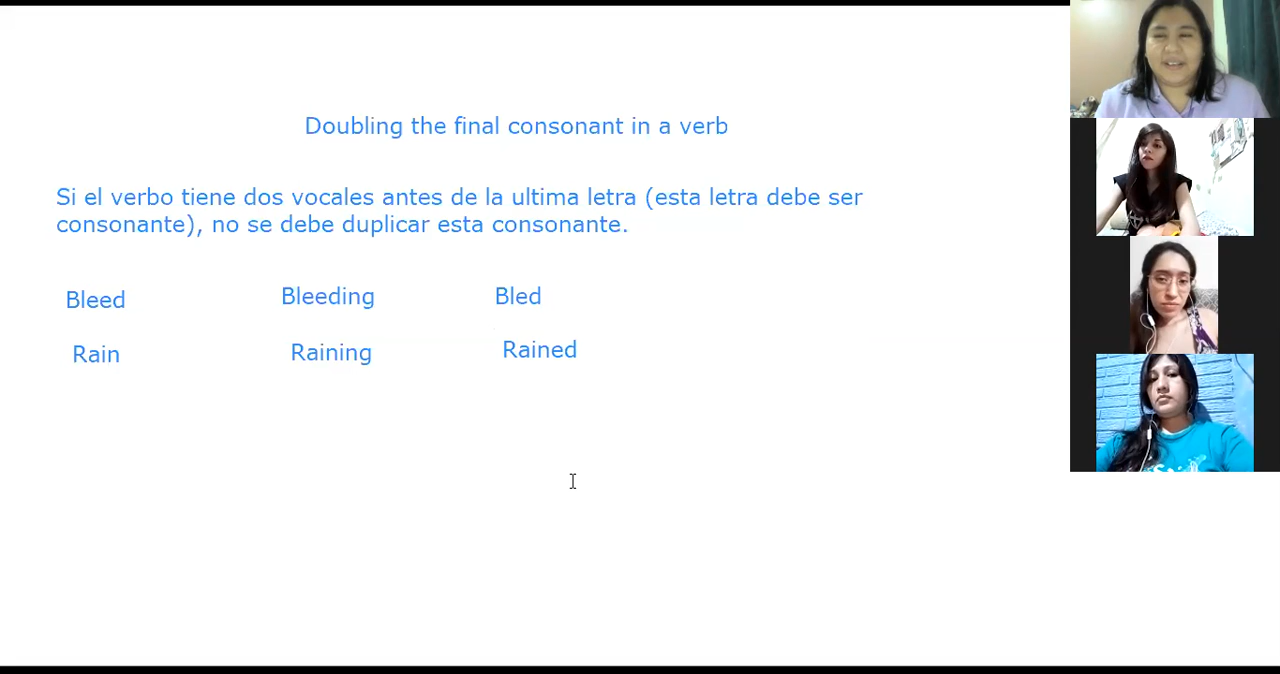 Doubling the final consonant in a verb
Si el verbo tiene dos vocales antes de la ultima letra (esta letra debe ser
consonante), no se debe duplicar esta consonante.
Bleed Bleeding Bled
Rain Raining Rained